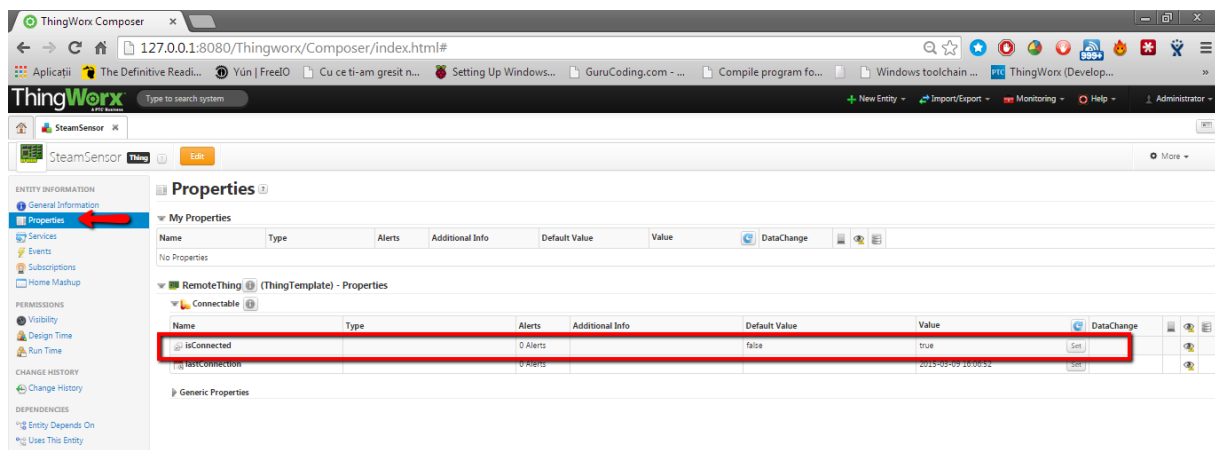 ThingWorx Composer
127.0.0.1:8080/Thingworx/Composer/index.html#
999+
Aplicații The Definitive Readi... Yún | FreeIO Cu ce ti-am gresit n... Setting Up Windows... GuruCoding.com - ... Compile program fo... Windows toolchain ... PTC ThingWorx (Develop... »
ThingWorx Type to search system New Entity Import/Export Monitoring Help Administrator
A PTC Business
SteamSensor
SteamSensor Thing Edit More
ENTITY INFORMATION
General Information
Properties
Services
Events
Subscriptions
Home Mashup
PERMISSIONS
Visibility
Design Time
Run Time
CHANGE HISTORY
Change History
DEPENDENCIES
Entity Depends On
Uses This Entity
Properties
My Properties
Name Type Alerts Additional Info Default Value Value DataChange
No Properties
RemoteThing (ThingTemplate) - Properties
Connectable
Name Type Alerts Additional Info Default Value Value DataChange
isConnected 0 Alerts false true Set
lastConnection 0 Alerts 2015-03-09 16:06:52 Set
Generic Properties